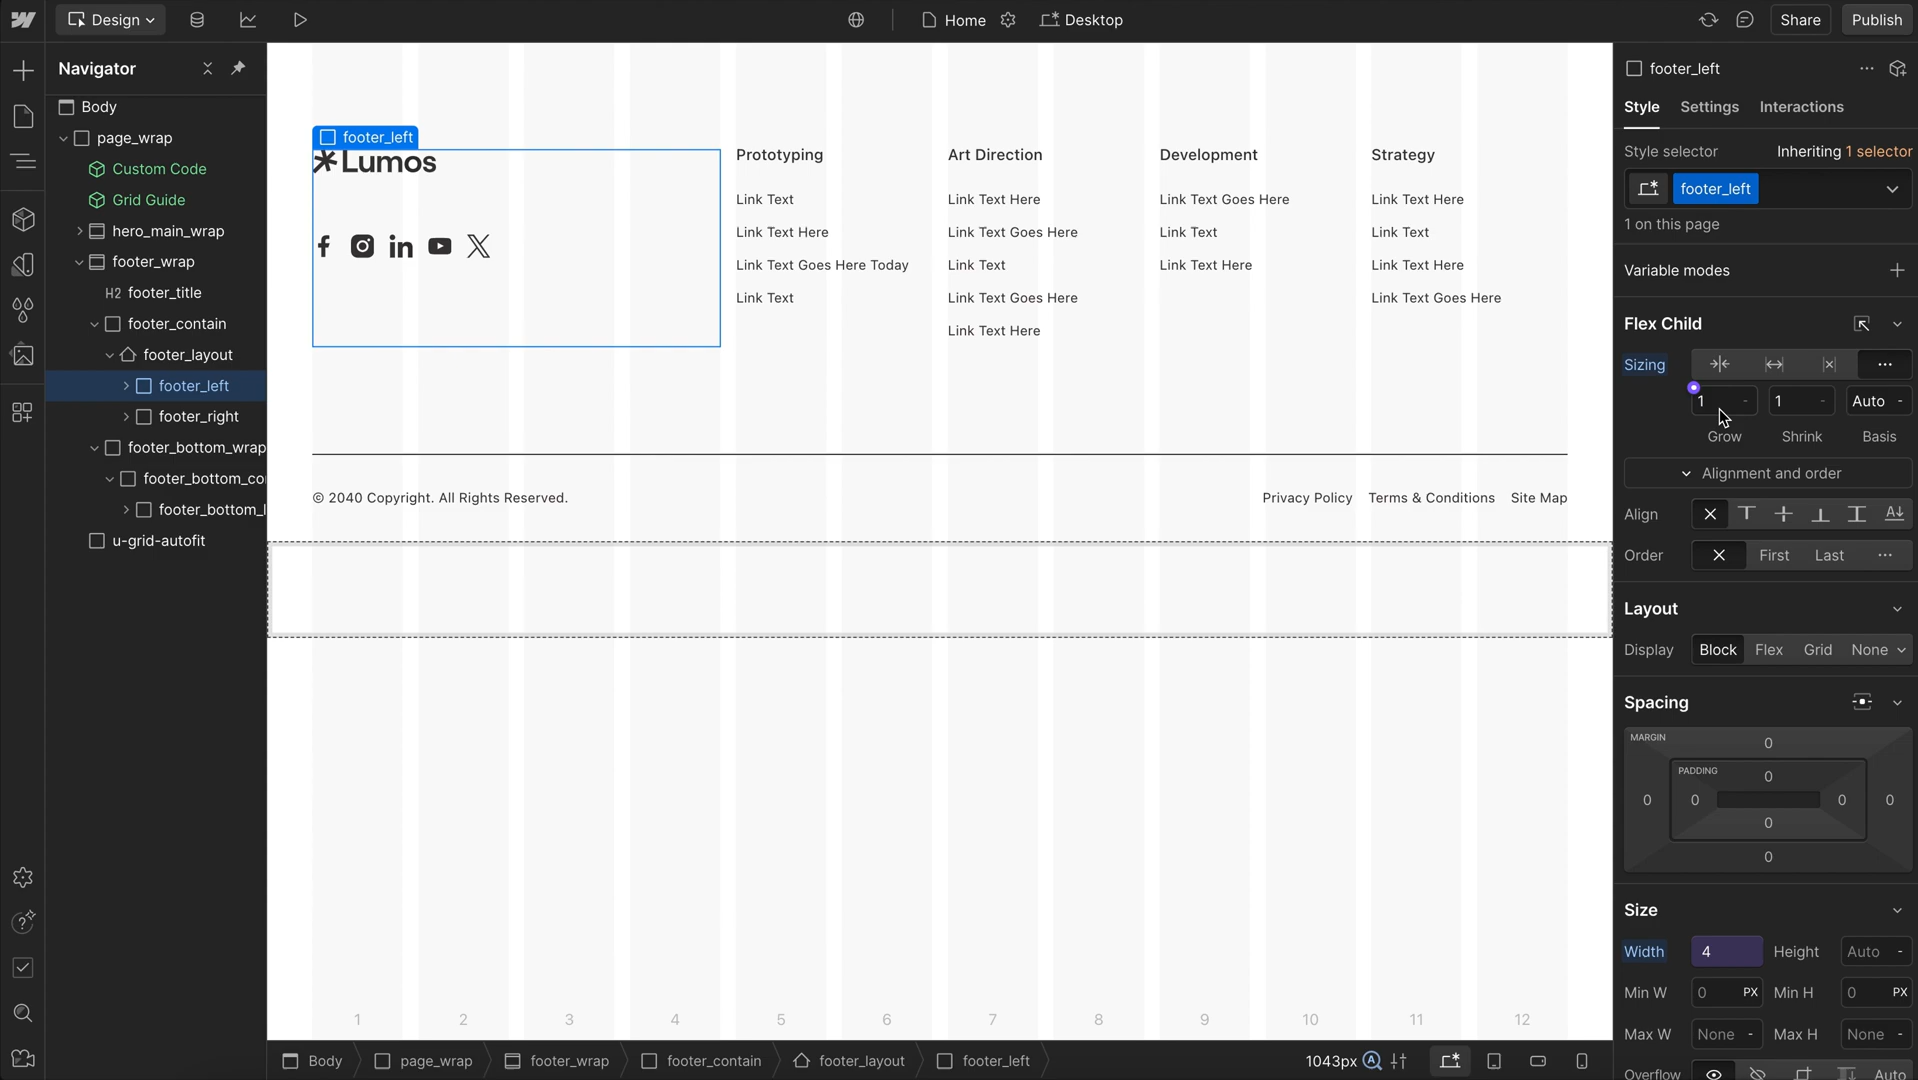 Design
Home
Desktop
Share
Publish
Navigator
Body
page_wrap
Custom Code
Grid Guide
hero_main_wrap
footer_wrap
H2 footer_title
footer_contain
footer_layout
footer_left
footer_right
footer_bottom_wrap
footer_bottom_co
footer_bottom_l
u-grid-autofit
footer_left
Lumos
Prototyping
Link Text
Link Text Here
Link Text Goes Here Today
Link Text
Art Direction
Link Text Here
Link Text Goes Here
Link Text
Link Text Goes Here
Link Text Here
Development
Link Text Goes Here
Link Text
Link Text Here
Strategy
Link Text Here
Link Text
Link Text Here
Link Text Goes Here
© 2040 Copyright. All Rights Reserved.
Privacy Policy Terms & Conditions Site Map
1 2 3 4 5 6 7 8 9 10 11 12
Body page_wrap footer_wrap footer_contain footer_layout footer_left
1043px
footer_left
Style Settings Interactions
Style selector Inheriting 1 selector
footer_left
1 on this page
Variable modes
Flex Child
Sizing
1 - 1 - Auto -
Grow Shrink Basis
Alignment and order
Align
Order First Last
Layout
Display Block Flex Grid None
Spacing
MARGIN
0
PADDING
0
0 0 0 0
0
0
Size
Width 4 Height Auto -
Min W 0 PX Min H 0 PX
Max W None - Max H None -
Overflow Auto